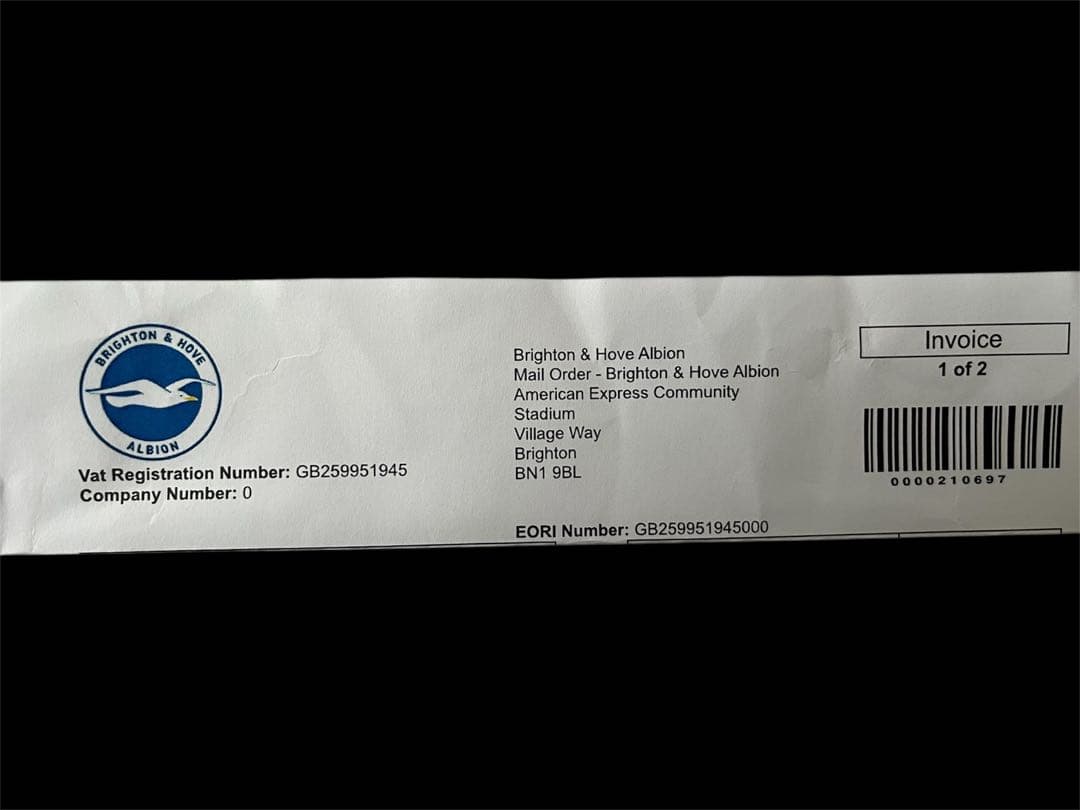 BRIGHTON & HOVE
ALBION
Vat Registration Number: GB259951945
Company Number: 0
Brighton & Hove Albion
Mail Order - Brighton & Hove Albion
American Express Community
Stadium
Village Way
Brighton
BN1 9BL
EORI Number: GB259951945000
Invoice
1 of 2
0000210697